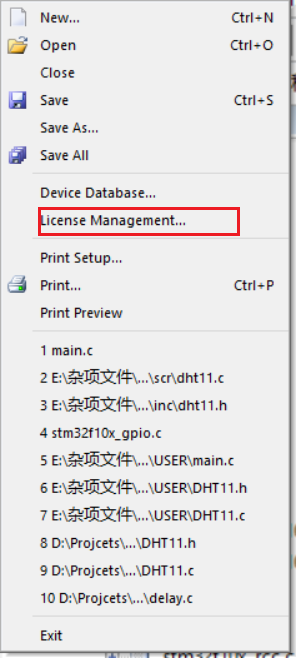 New... Ctrl+N
Open Ctrl+O
Close
Save Ctrl+S
Save As...
Save All
Device Database...
License Management...
Print Setup...
Print... Ctrl+P
Print Preview
1 main.c
2 E:\杂项文件\...\scr\dht11.c
3 E:\杂项文件\...\inc\dht11.h
4 stm32f10x_gpio.c
5 E:\杂项文件\...\USER\main.c
6 E:\杂项文件\...\USER\DHT11.h
7 E:\杂项文件\...\USER\DHT11.c
8 D:\Projcets\...\DHT11.h
9 D:\Projcets\...\DHT11.c
10 D:\Projcets\...\delay.c
Exit